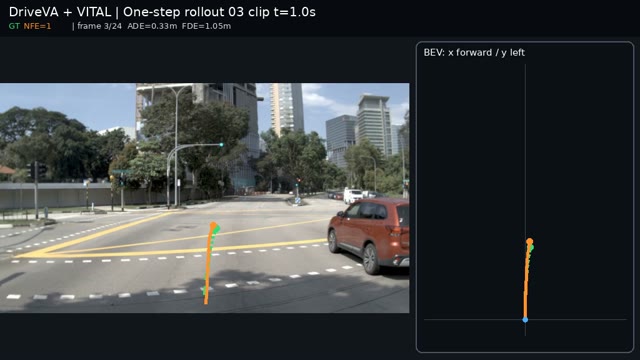 DriveVA + VITAL | One-step rollout 03 clip t=1.0s
GT NFE=1 | frame 3/24 ADE=0.33m FDE=1.05m
BEV: x forward / y left